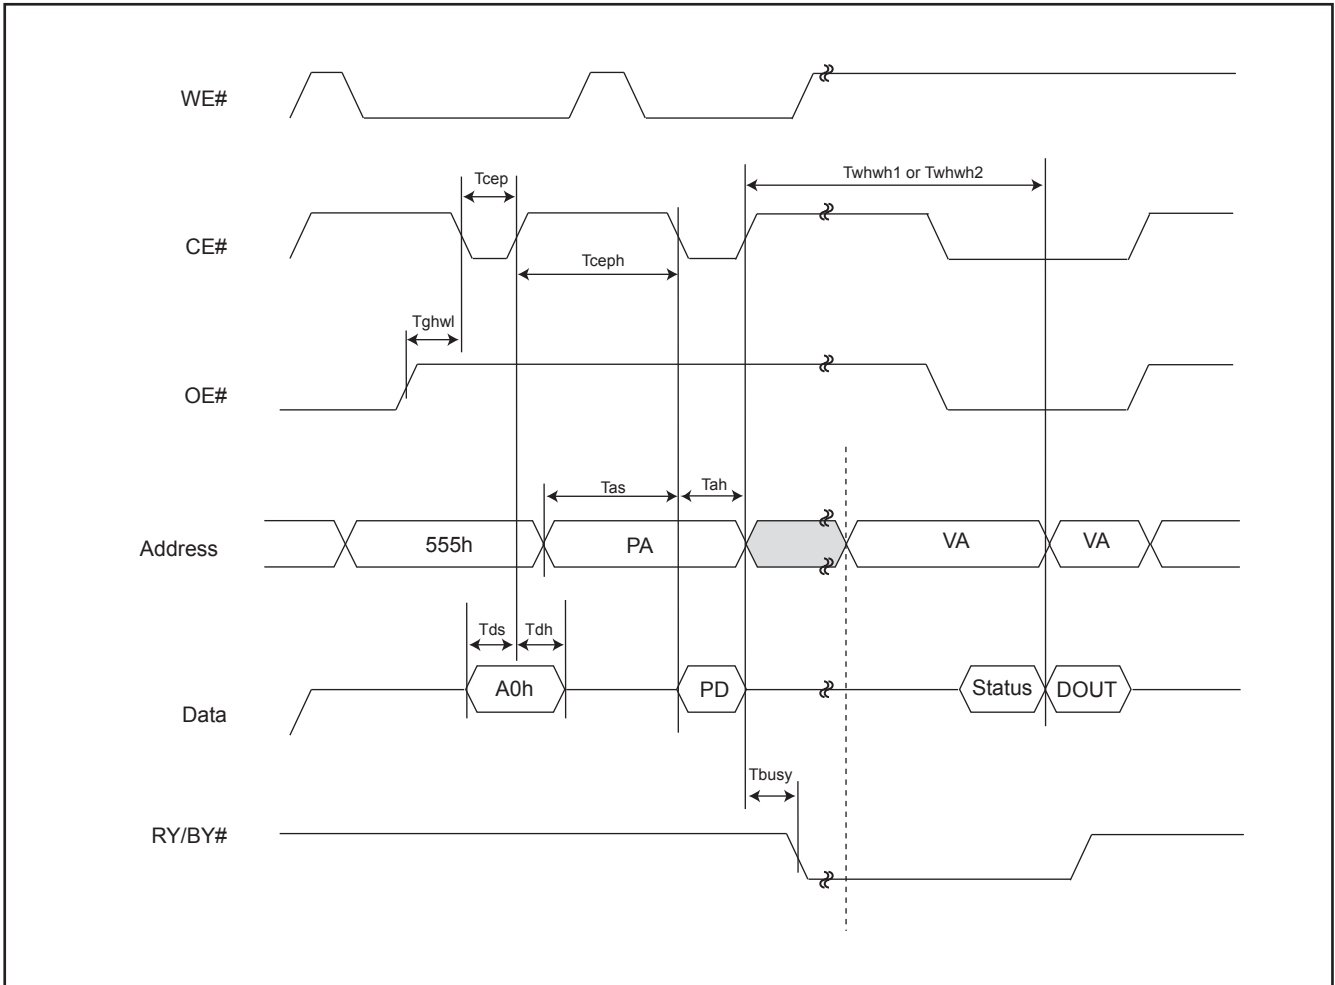 WE#
Tcep
Twhwh1 or Twhwh2
CE#
Tceph
Tghwl
OE#
Tas
Tah
Address
555h
PA
VA
VA
Tds
Tdh
Data
A0h
PD
Status
DOUT
Tbusy
RY/BY#